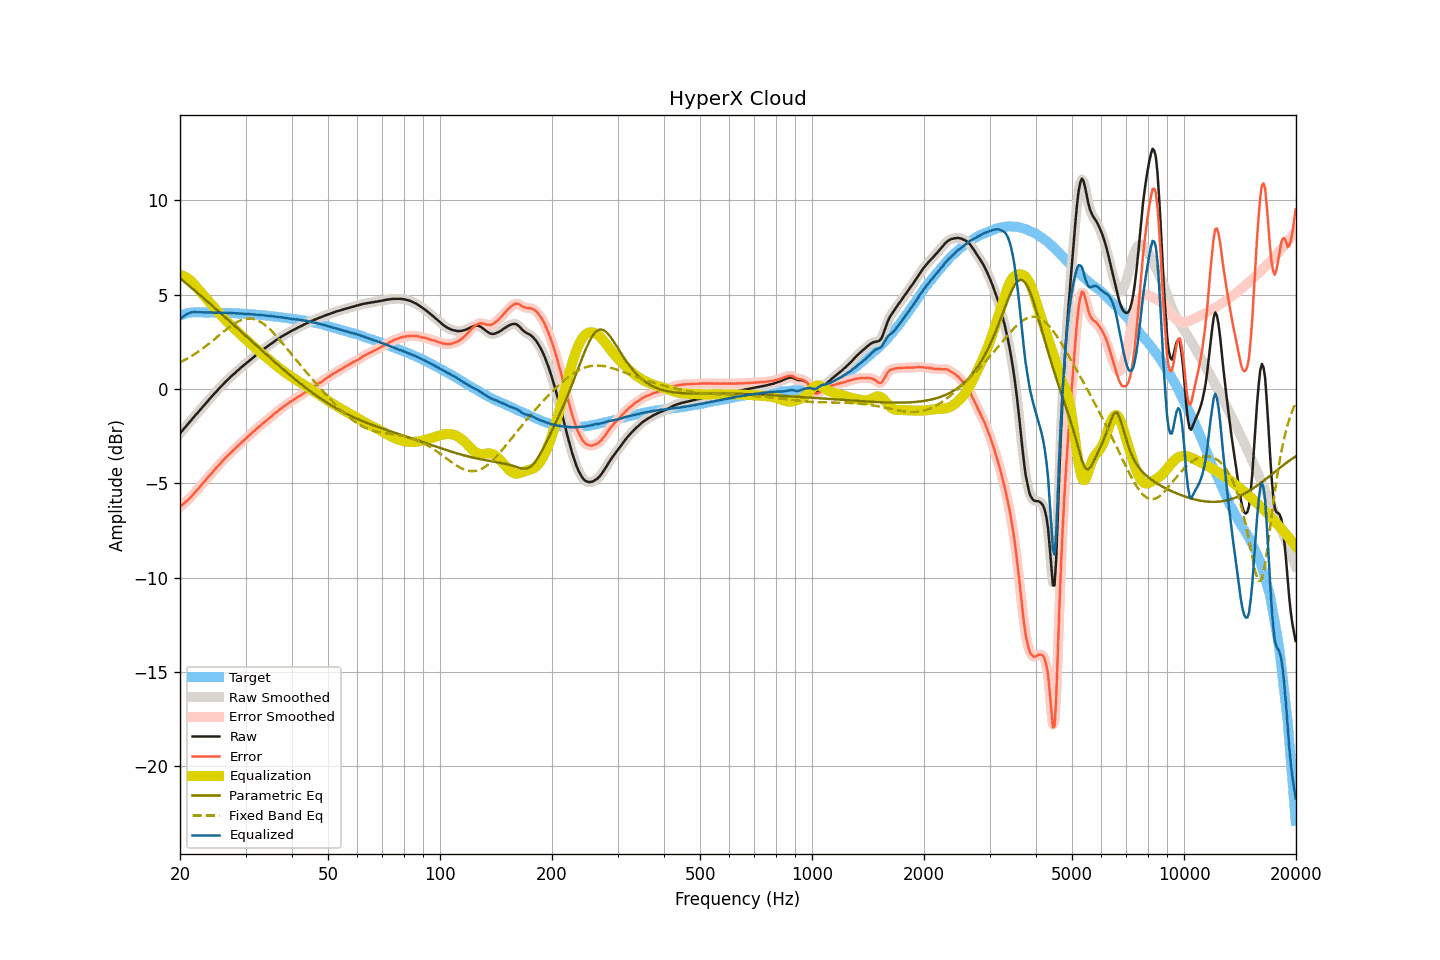 HyperX Cloud
Amplitude (dBr)
10
5
0
−5
−10
−15
−20
Target
Raw Smoothed
Error Smoothed
Raw
Error
Equalization
Parametric Eq
Fixed Band Eq
Equalized
20 50 100 200 500 1000 2000 5000 10000 20000
Frequency (Hz)